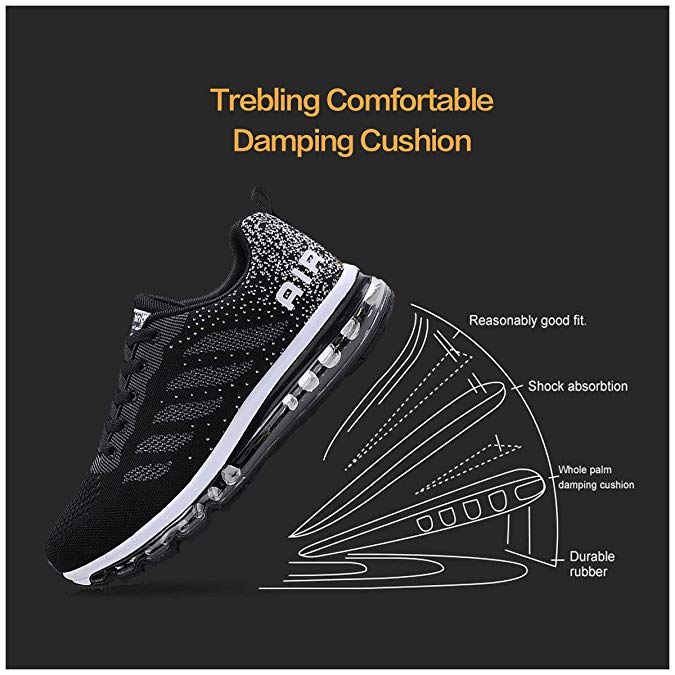 Trebling Comfortable
Damping Cushion
AIR
Reasonably good fit.
Shock absorbtion
Whole palm
damping cushion
Durable
rubber